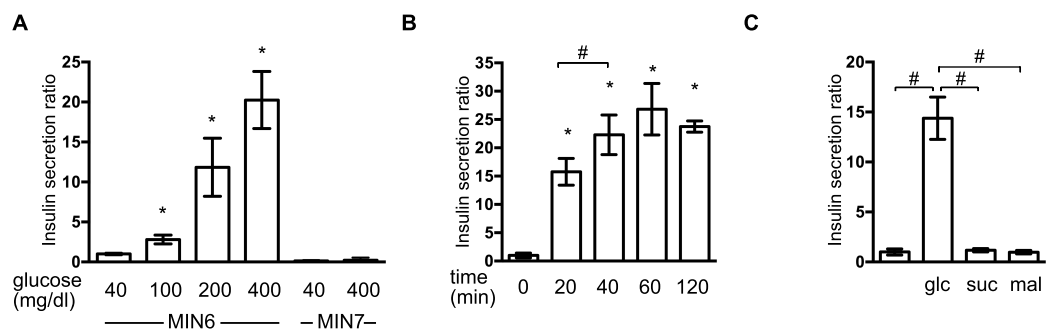 A
Insulin secretion ratio
25
20
15
10
5
0
*
*
*
glucose
(mg/dl)
40 100 200 400 40 400
MIN6 MIN7
B
Insulin secretion ratio
35
30
25
20
15
10
5
0
#
*
*
*
*
time
(min)
0 20 40 60 120
C
Insulin secretion ratio
20
15
10
5
0
#
# #
glc suc mal